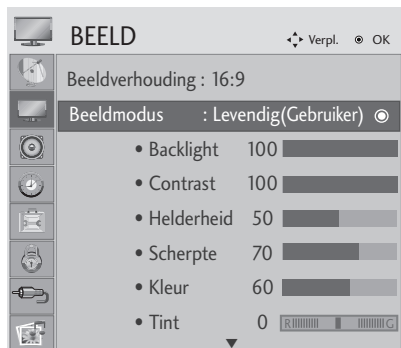 BEELD Verpl. OK
Beeldverhouding : 16:9
Beeldmodus : Levendig(Gebruiker)
• Backlight 100
• Contrast 100
• Helderheid 50
• Scherpte 70
• Kleur 60
• Tint 0 R G